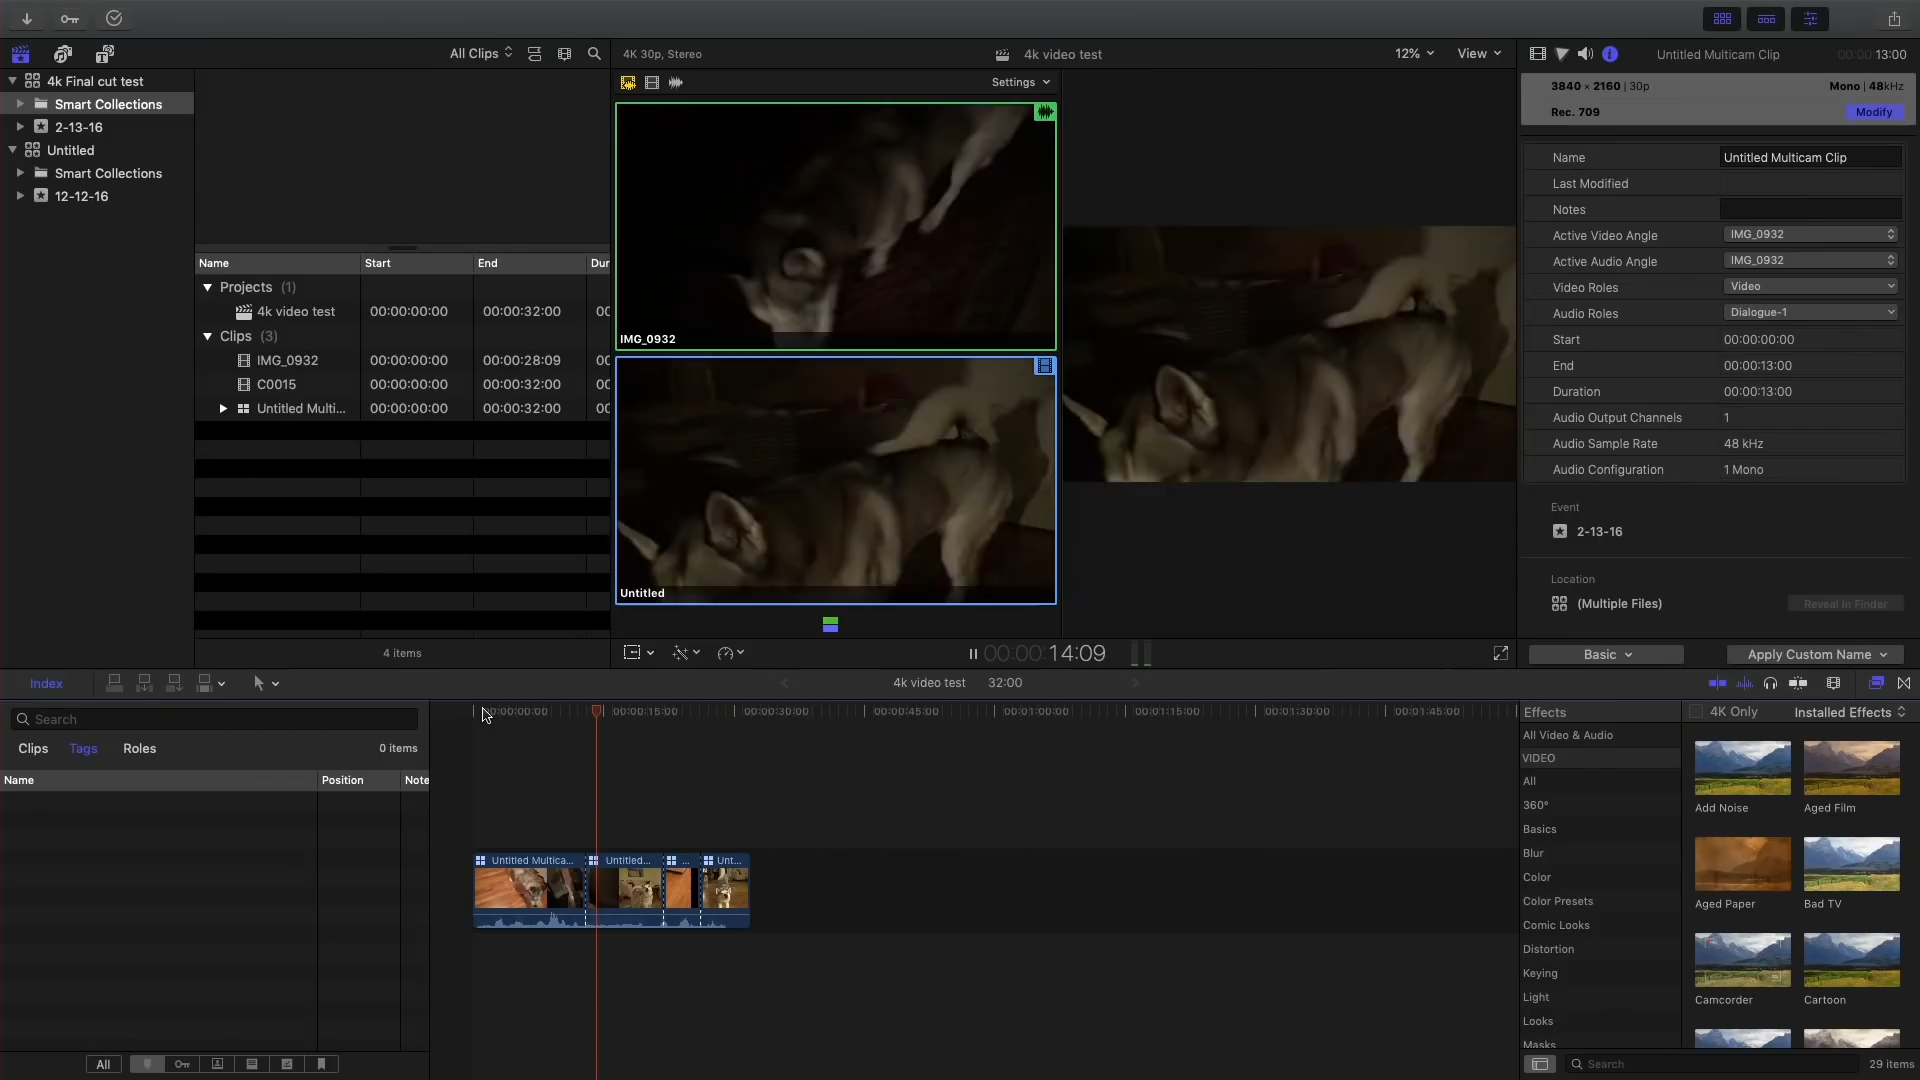 All Clips
4K 30p, Stereo
4k video test
12%
View
Untitled Multicam Clip
00:00:13:00
4k Final cut test
Smart Collections
2-13-16
Untitled
Smart Collections
12-12-16
Name
Start
End
Dur
Projects (1)
4k video test
00:00:00:00
00:00:32:00
00
Clips (3)
IMG_0932
00:00:00:00
00:00:28:09
00
C0015
00:00:00:00
00:00:32:00
00
Untitled Multi...
00:00:00:00
00:00:32:00
00
4 items
Settings
IMG_0932
Untitled
00:00:14:09
3840 × 2160 | 30p
Mono | 48kHz
Rec. 709
Modify
Name
Untitled Multicam Clip
Last Modified
Notes
Active Video Angle
IMG_0932
Active Audio Angle
IMG_0932
Video Roles
Video
Audio Roles
Dialogue-1
Start
00:00:00:00
End
00:00:13:00
Duration
00:00:13:00
Audio Output Channels
1
Audio Sample Rate
48 kHz
Audio Configuration
1 Mono
Event
2-13-16
Location
(Multiple Files)
Reveal in Finder
Basic
Apply Custom Name
Index
4k video test
32:00
Search
Clips
Tags
Roles
0 items
Name
Position
Note
All
00:00:15:00
00:00:30:00
00:00:45:00
00:01:00:00
00:01:15:00
00:01:30:00
00:01:45:00
Untitled Multica...
Untitled...
...
Unt...
Effects
4K Only
Installed Effects
All Video & Audio
VIDEO
All
360°
Basics
Blur
Color
Color Presets
Comic Looks
Distortion
Keying
Light
Looks
Masks
Add Noise
Aged Film
Aged Paper
Bad TV
Camcorder
Cartoon
Search
29 items